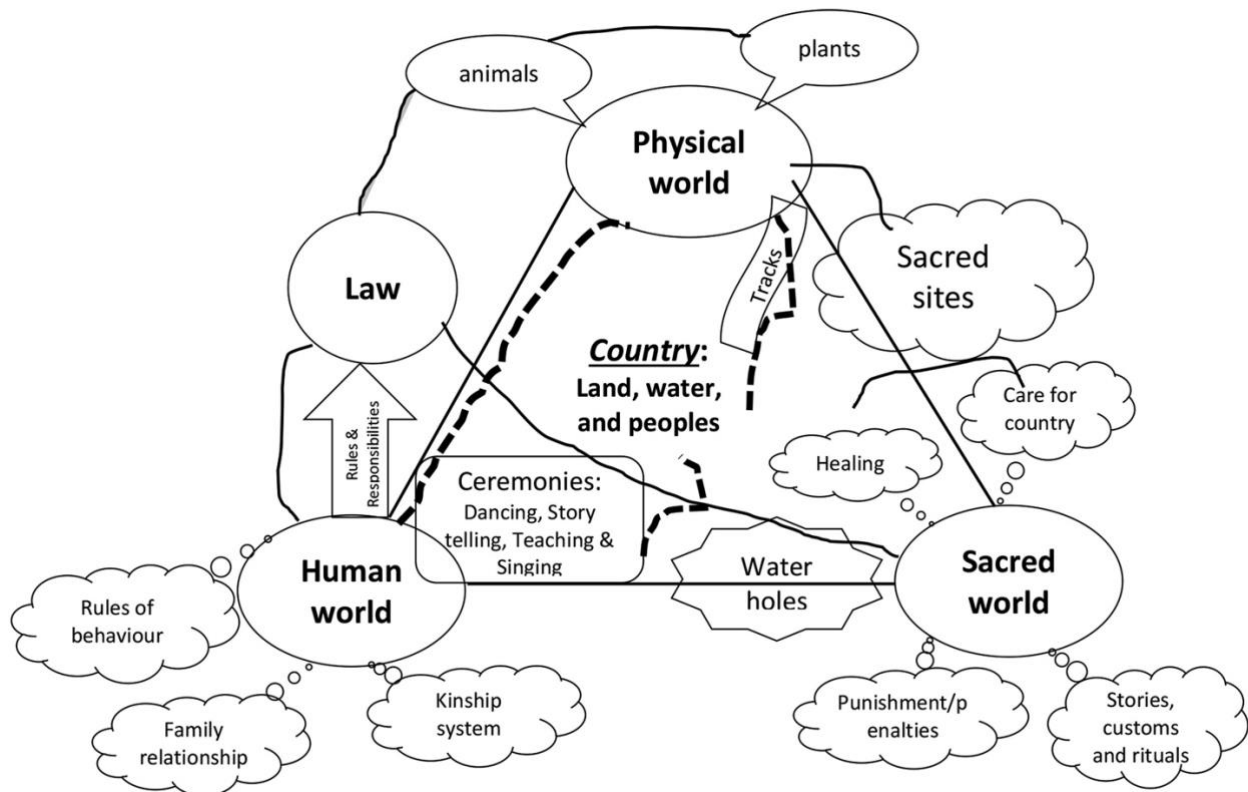 animals
plants
Physical
world
Law
Tracks
Sacred
sites
Country:
Land, water,
and peoples
Care for
country
Healing
Rules &
Responsibilities
Ceremonies:
Dancing, Story
telling, Teaching &
Singing
Water
holes
Human
world
Sacred
world
Rules of
behaviour
Family
relationship
Kinship
system
Punishment/p
enalties
Stories,
customs
and rituals